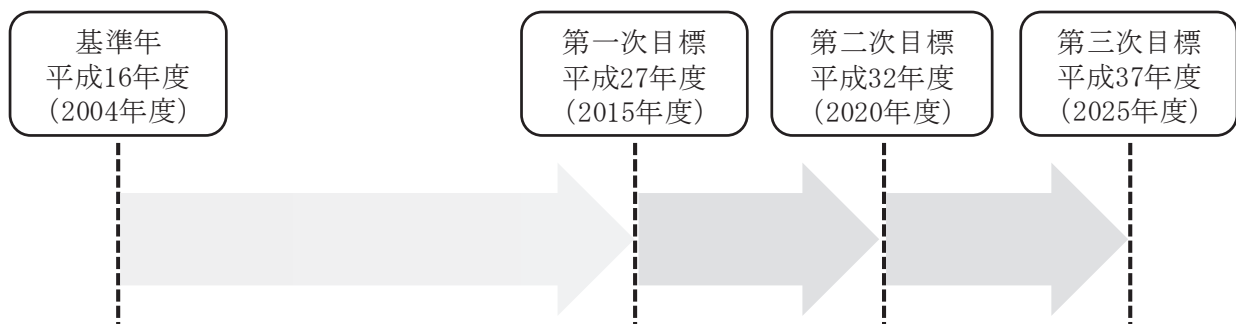 基準年
平成16年度
（2004年度）
第一次目標
平成27年度
（2015年度）
第二次目標
平成32年度
（2020年度）
第三次目標
平成37年度
（2025年度）